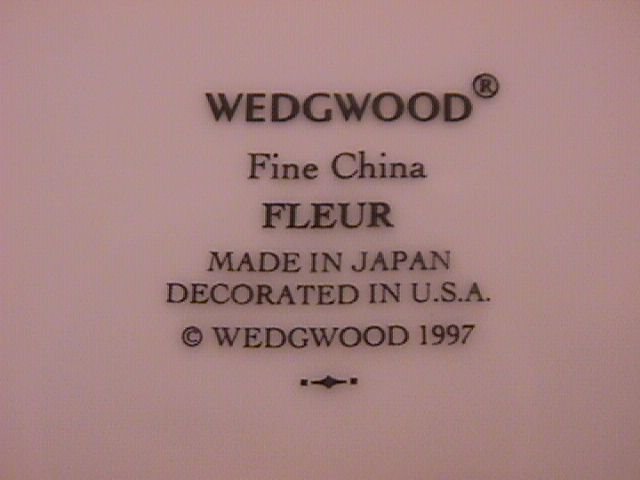 WEDGWOOD®
Fine China
FLEUR
MADE IN JAPAN
DECORATED IN U.S.A.
© WEDGWOOD 1997